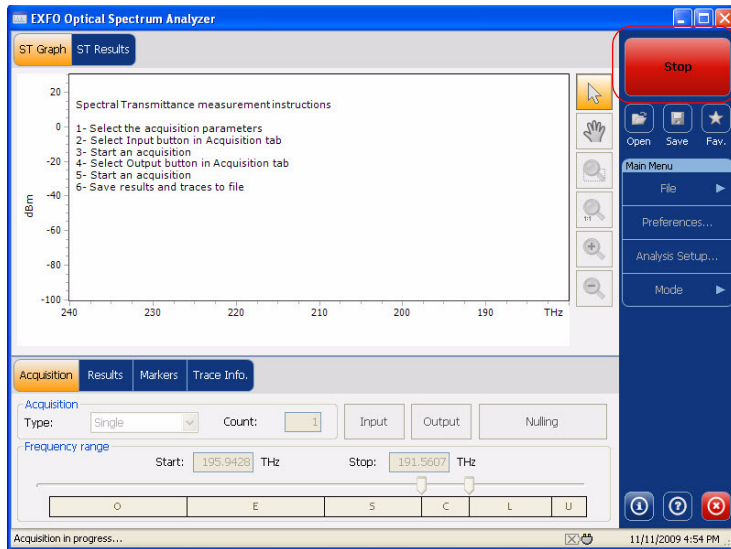 EXFO Optical Spectrum Analyzer
ST Graph ST Results
Stop
Open Save Fav.
Main Menu
File
Preferences...
Analysis Setup...
Mode
20
0
-20
-40
-60
-80
-100
dBm
Spectral Transmittance measurement instructions
1- Select the acquisition parameters
2- Select Input button in Acquisition tab
3- Start an acquisition
4- Select Output button in Acquisition tab
5- Start an acquisition
6- Save results and traces to file
240 230 220 210 200 190 THz
1:1
Acquisition Results Markers Trace Info.
Acquisition
Type: Single Count: 1 Input Output Nulling
Frequency range
Start: 195.9428 THz Stop: 191.5607 THz
O E S C L U
Acquisition in progress...
11/11/2009 4:54 PM